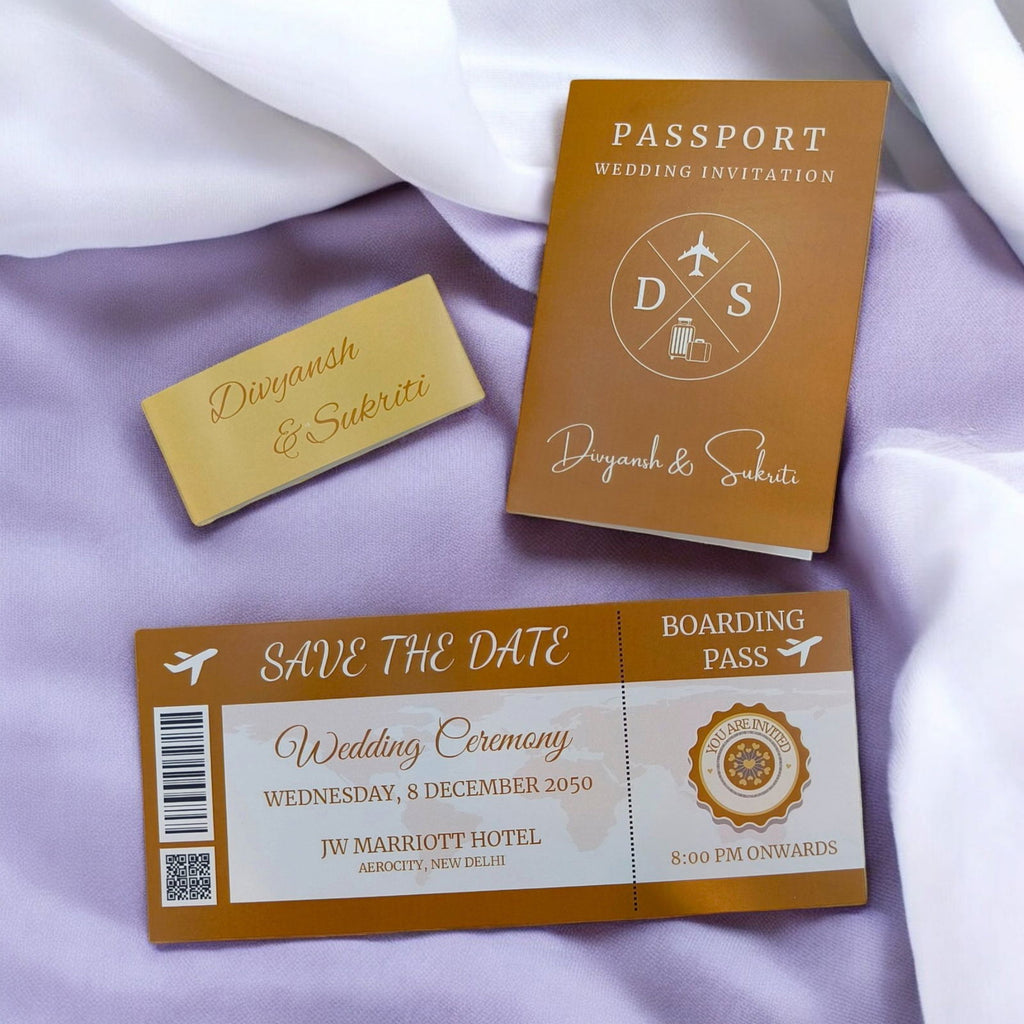 PASSPORT
WEDDING INVITATION
D S
Divyansh & Sukriti
Divyansh
& Sukriti
SAVE THE DATE
Wedding Ceremony
WEDNESDAY, 8 DECEMBER 2050
JW MARRIOTT HOTEL
AEROCITY, NEW DELHI
BOARDING
PASS
YOU ARE INVITED
8:00 PM ONWARDS